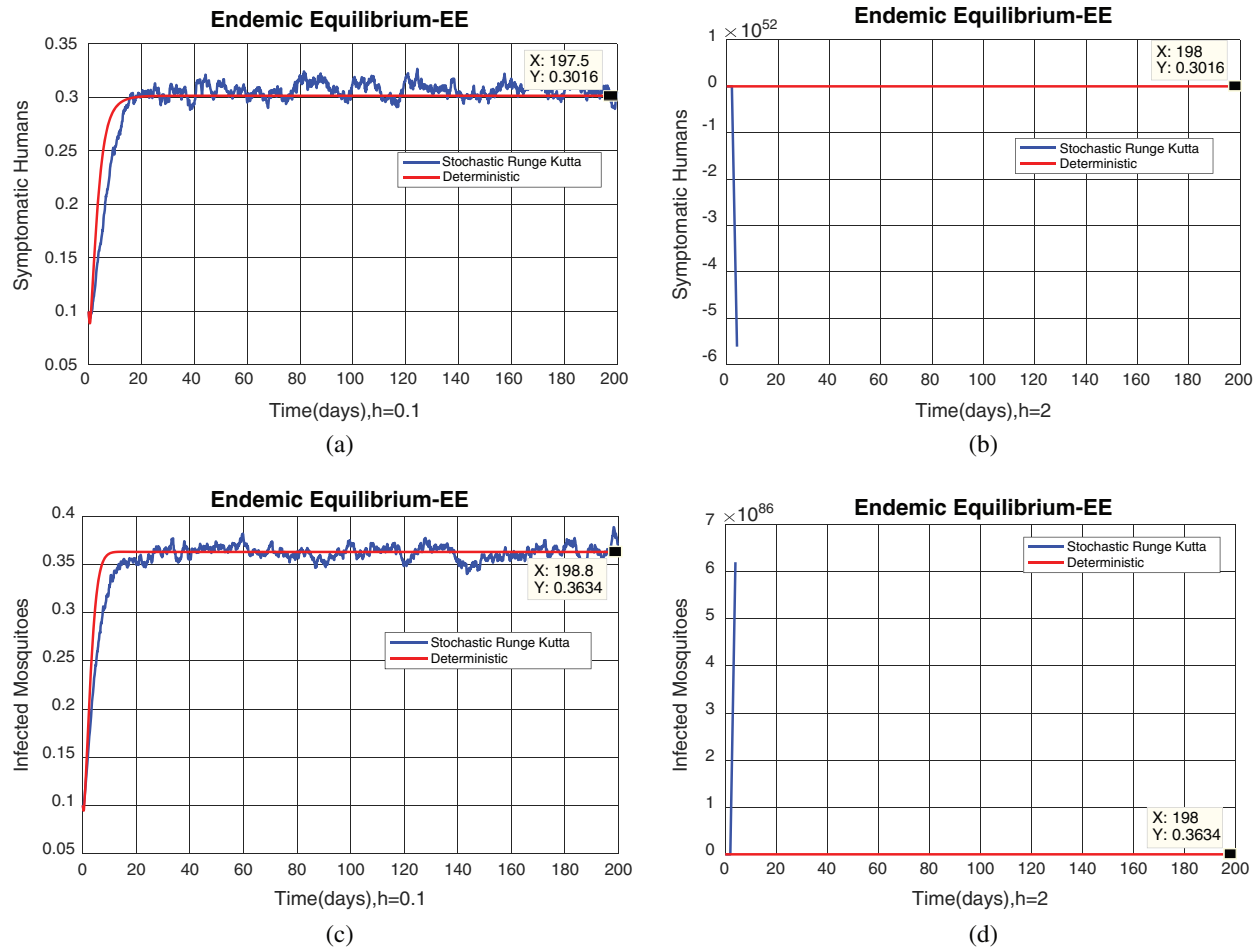 Endemic Equilibrium-EE
0.35
0.3
0.25
0.2
0.15
0.1
0.05
Symptomatic Humans
X: 197.5
Y: 0.3016
Stochastic Runge Kutta
Deterministic
0 20 40 60 80 100 120 140 160 180 200
Time(days),h=0.1
(a)
Endemic Equilibrium-EE
1 ×10^52
0
-1
-2
-3
-4
-5
-6
Symptomatic Humans
X: 198
Y: 0.3016
Stochastic Runge Kutta
Deterministic
0 20 40 60 80 100 120 140 160 180 200
Time(days),h=2
(b)
Endemic Equilibrium-EE
0.4
0.35
0.3
0.25
0.2
0.15
0.1
0.05
Infected Mosquitoes
X: 198.8
Y: 0.3634
Stochastic Runge Kutta
Deterministic
0 20 40 60 80 100 120 140 160 180 200
Time(days),h=0.1
(c)
Endemic Equilibrium-EE
7 ×10^86
6
5
4
3
2
1
0
Infected Mosquitoes
Stochastic Runge Kutta
Deterministic
X: 198
Y: 0.3634
0 20 40 60 80 100 120 140 160 180 200
Time(days),h=2
(d)